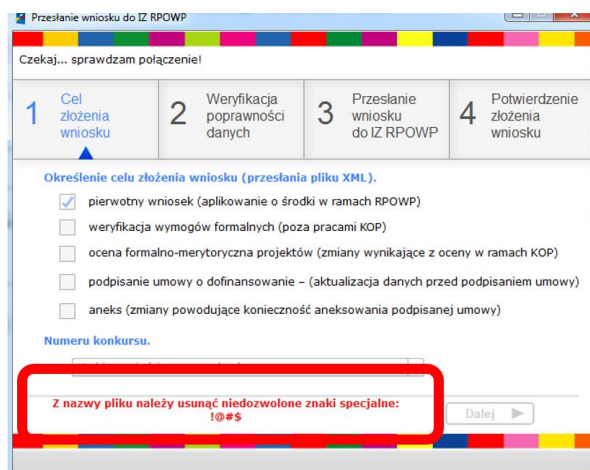 Przesłanie wniosku do IZ RPOWP
Czekaj... sprawdzam połączenie!
1 Cel złożenia wniosku
2 Weryfikacja poprawności danych
3 Przesłanie wniosku do IZ RPOWP
4 Potwierdzenie złożenia wniosku
Określenie celu złożenia wniosku (przesłania pliku XML).
pierwotny wniosek (aplikowanie o środki w ramach RPOWP)
weryfikacja wymogów formalnych (poza pracami KOP)
ocena formalno-merytoryczna projektów (zmiany wynikające z oceny w ramach KOP)
podpisanie umowy o dofinansowanie – (aktualizacja danych przed podpisaniem umowy)
aneks (zmiany powodujące konieczność aneksowania podpisanej umowy)
Numeru konkursu.
Z nazwy pliku należy usunąć niedozwolone znaki specjalne:
!@#$
Dalej